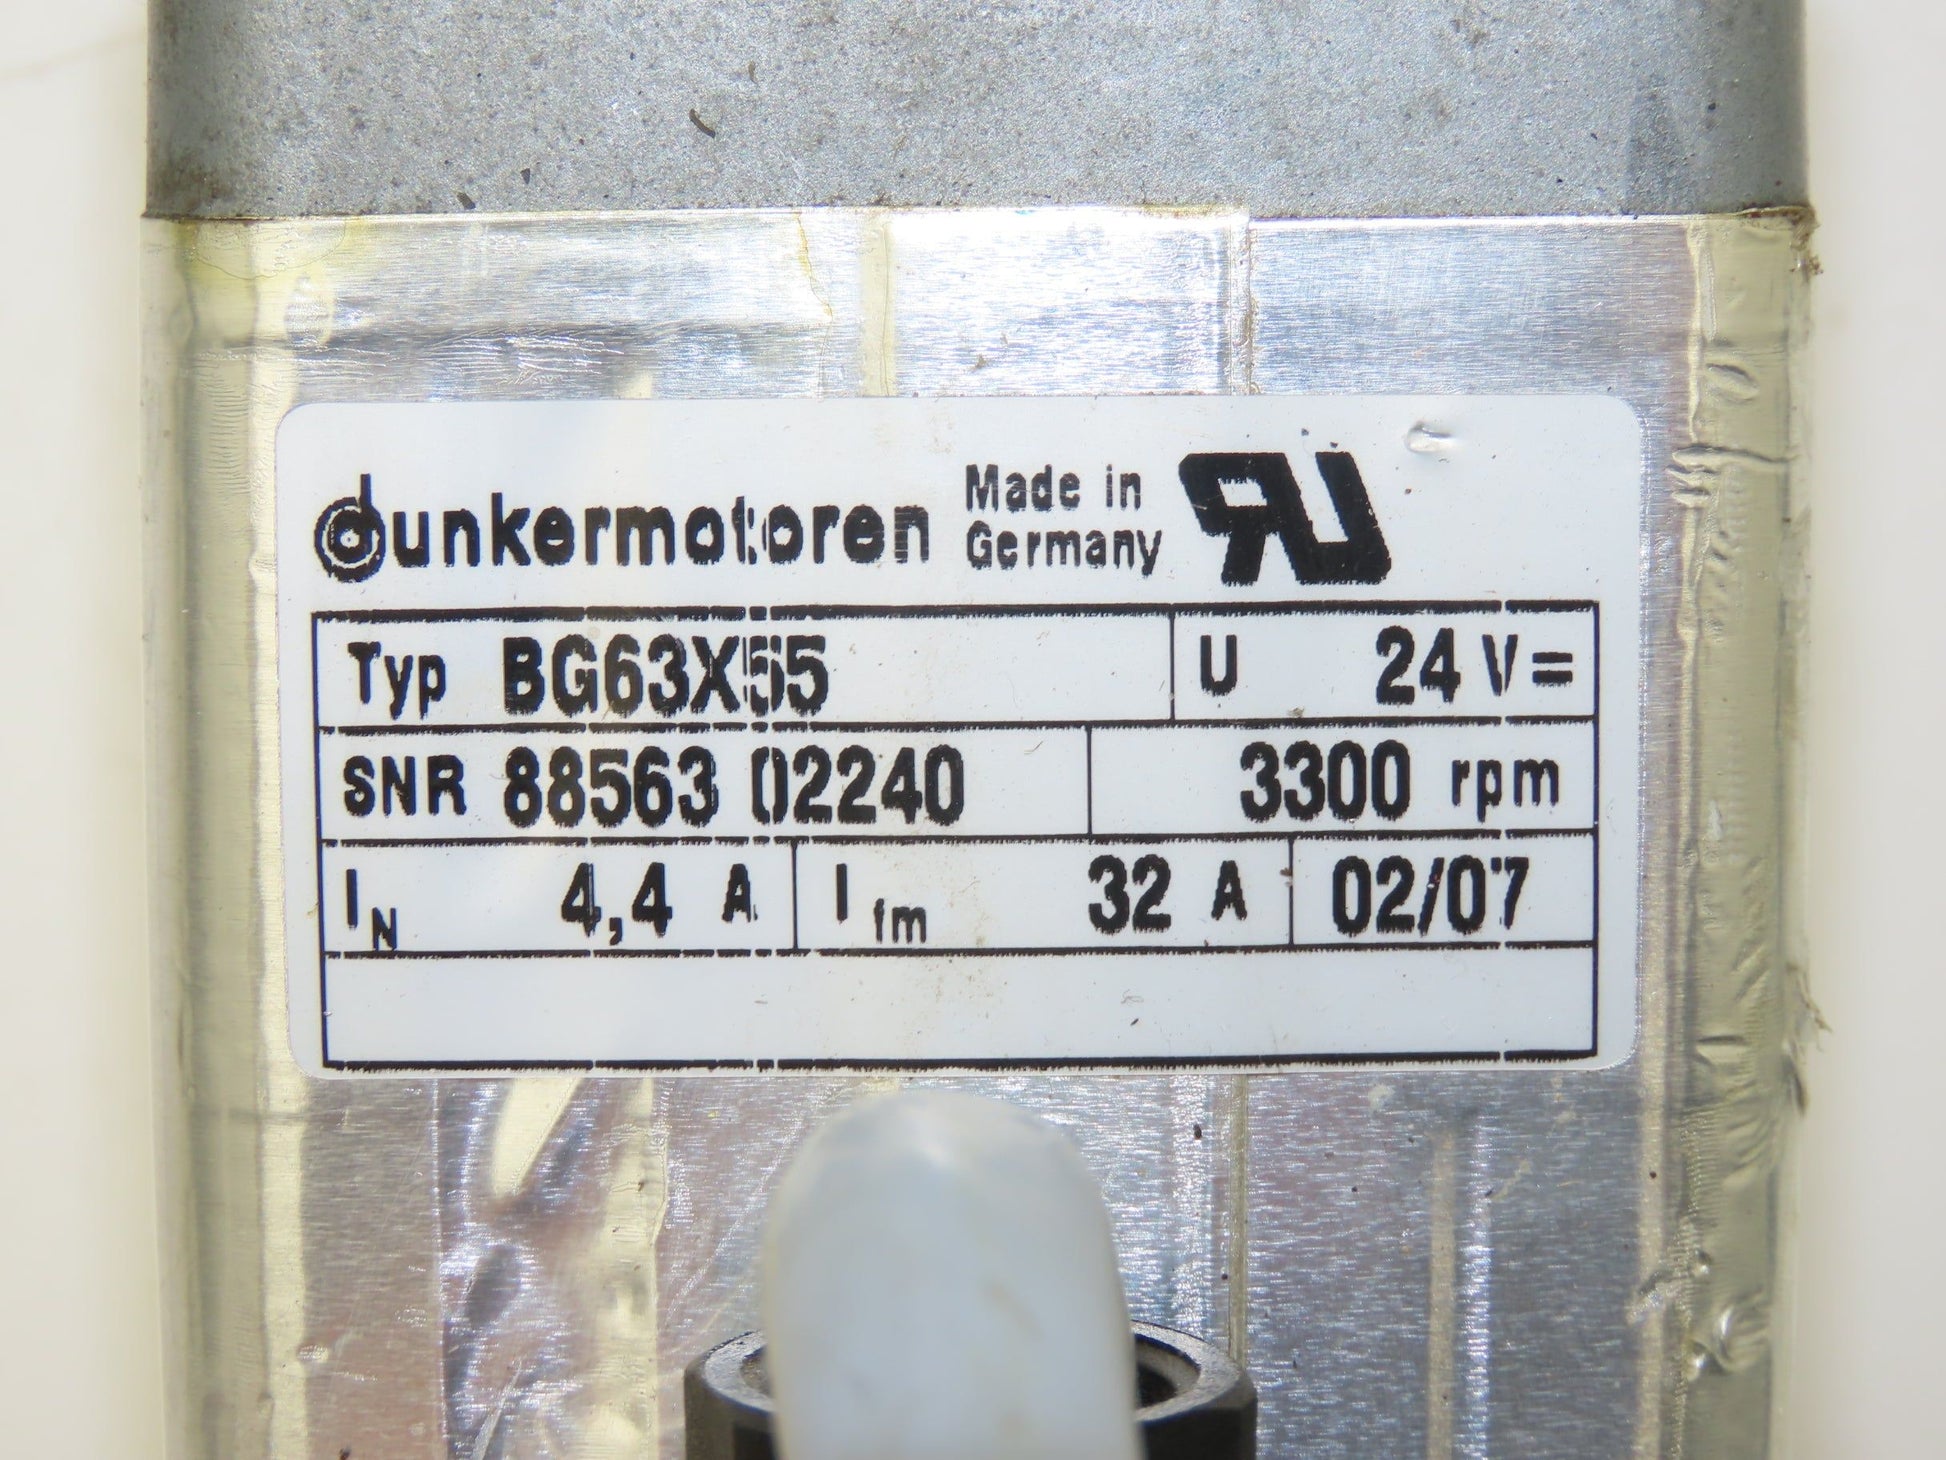 dunkermotoren Made in Germany RU
Typ BG63X55 U 24 V=
SNR 88563 02240 3300 rpm
IN 4,4 A Ifm 32 A 02/07